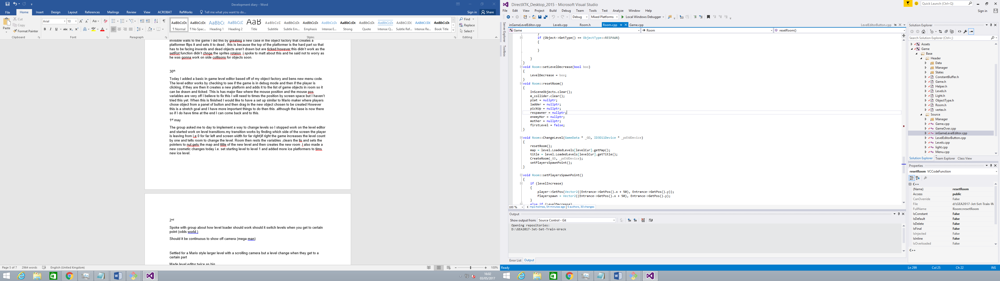 Development diary - Word
Sign in Share
File Home Insert Design Layout References Mailings Review View ACROBAT RefWorks Tell me what you want to do...
Paste Cut Copy Format Painter
Arial 10
AaBbCcDc AaBbCcDc AaBbC AaBbCcC AaB AaBbCcC AaBbCcDt AaBbCcDt AaBbCcDt AaBbCcDc AaBbCcDt AaBbCcDt AABBCCDC AABBCCDC AaBbCcDt
¶ Normal ¶ No Spac... Heading 1 Heading 2 Title Subtitle Subtle Em... Emphasis Intense E... Strong Quote Intense Q... Subtle Ref... Intense Re... Book Title
Find
Replace
Select
Clipboard Font Paragraph Styles Editing
invisible walls to the game I did this by greating a new case in the object factory that creates a
platformer flips it and sets it to dead , this is because the top of the platformer is the hard part so that
has to be facing inwards and dead objects aren't drawn but are ticked.however this didn't work as the
setRot function didn't chnge the sprites rotaion .i spoke to matt about this and he said not to worry as
he was gonna work on side collisons for objects soon.
30th
Today I added a basic in game level editor based off of my object factory and bens new menu code.
The level editor works by checking to see if the game is in debug mode and then if the player is
clicking, if they are then it creates a new platform and adds it to the list of game objects in room so it
can be drawn and ticked. This is has major flaw where the mouse position and the mouse pos
variables are very off I believe to fix this I will need to times the position by screen space but I haven't
tried this yet. When this is finished I would like to have a set up similar to Mario maker where players
chose object from a panel of button and then drag in the new object chosen to be created However
this is a stretch goal and I have more important things to do then this .although the base is now there
so if I do have time at the end I can come back and to this.
1st may
The group asked me to day to implement a way to change levels so I stopped work on the level editor
and started work on level transitions.my transition works by finding which side of the screen the player
is leaving from i.e 0 for far left and screen width for far right)if right the game increases the level count
by one and tells room to change the level. Room then rests the variables ,clears the lis and sets the
pointers to nul,gets the map and titile of the new level and then creates the new room .i also made a
new cosmetic changes today i.e. set starting level to level 1 and added more ice platformers to tims
new ice level.
2nd
Spoke with group about how level loader should work should it switch levels when you get to certain
point (odds world )
Should it be continuous to show off camera (mega man)
Settled for a Mario style larger level with a scrolling camera but a level change when they get to a
certain part
Made level editor twice as big
Page 5 of 7 2964 words English (United Kingdom) 100%
16:02
03/05/2017
DirectXTK_Desktop_2015 - Microsoft Visual Studio
Quick Launch (Ctrl+Q)
File Edit View Project Build Debug Team Tools Test Analyze Window Help
Sign in
Debug Mixed Platforms Local Windows Debugger
Server Explorer
Toolbox
inGameLevelEditor.cpp Levels.cpp Room.h Room.cpp Game.cpp LevelEditorButton.cpp
Game Room resetRoom()
}
if (Object->GetType() == ObjectType::RESPAWN)
{
}
}
}
void Room::setLevelDecrease(bool boo)
{
LevelDecrease = boo;
}
void Room::resetRoom()
{
InSceneObjects.clear();
m_collider.clear();
plat = nullptr;
ladder = nullptr;
pickUp = nullptr;
respawner = nullptr;
enemyHor = nullptr;
mother = nullptr;
firstLevel = false;
}
void Room::ChangeLevel(GameData * _GD, ID3D11Device * _pd3dDevice)
{
resetRoom();
map = level.LoadedLevels[levelCur].getMap();
title = level.LoadedLevels[levelCur].getTitle();
CreateRoom(_GD, _pd3dDevice);
setPlayersSpawnPoint();
}
void Room::setPlayersSpawnPoint()
{
if (levelIncrease)
{
player->SetPos(Vector2((Entrance->GetPos().x + 50), Entrance->GetPos().y));
Playerspawn = Vector2((Entrance->GetPos().x + 50), Entrance->GetPos().y);
}
else if (LevelDecrease)
100 % mp2-holmes, 54 minutes ago | 5 authors, 30 changes
Output
Show output from: Source Control - Git
Opening repositories:
D:\GEA2017-Jet-Set-Train-Wreck
Error List Output
Ready Ln 299 Col 25 Ch 22 INS
Solution Explorer
Search Solution Explorer (Ctrl+;)
Assets
Game
Base
Header
Data
Manager
States
ConstantBuffer.h
Game.h
Helper.h
Levels.h
Light.h
ObjectType.h
Room.h
vertex.h
Source
Manager
Game.cpp
GameOver.cpp
inGameLevelEditor.cpp
LevelEditorButton.cpp
Levels.cpp
light.cpp
Menu.cpp
Solution Explorer Team Explorer Class View
Properties
resetRoom VCCodeFunction
C++
(Name) resetRoom
Access public
CanOverride False
File d:\GEA2017-Jet-Set-Train-W
FullName Room::resetRoom
IsConstant False
IsDefault False
IsDelete False
IsFinal False
IsInjected False
IsInline False
IsOverloaded False
C++
16:02
03/05/2017